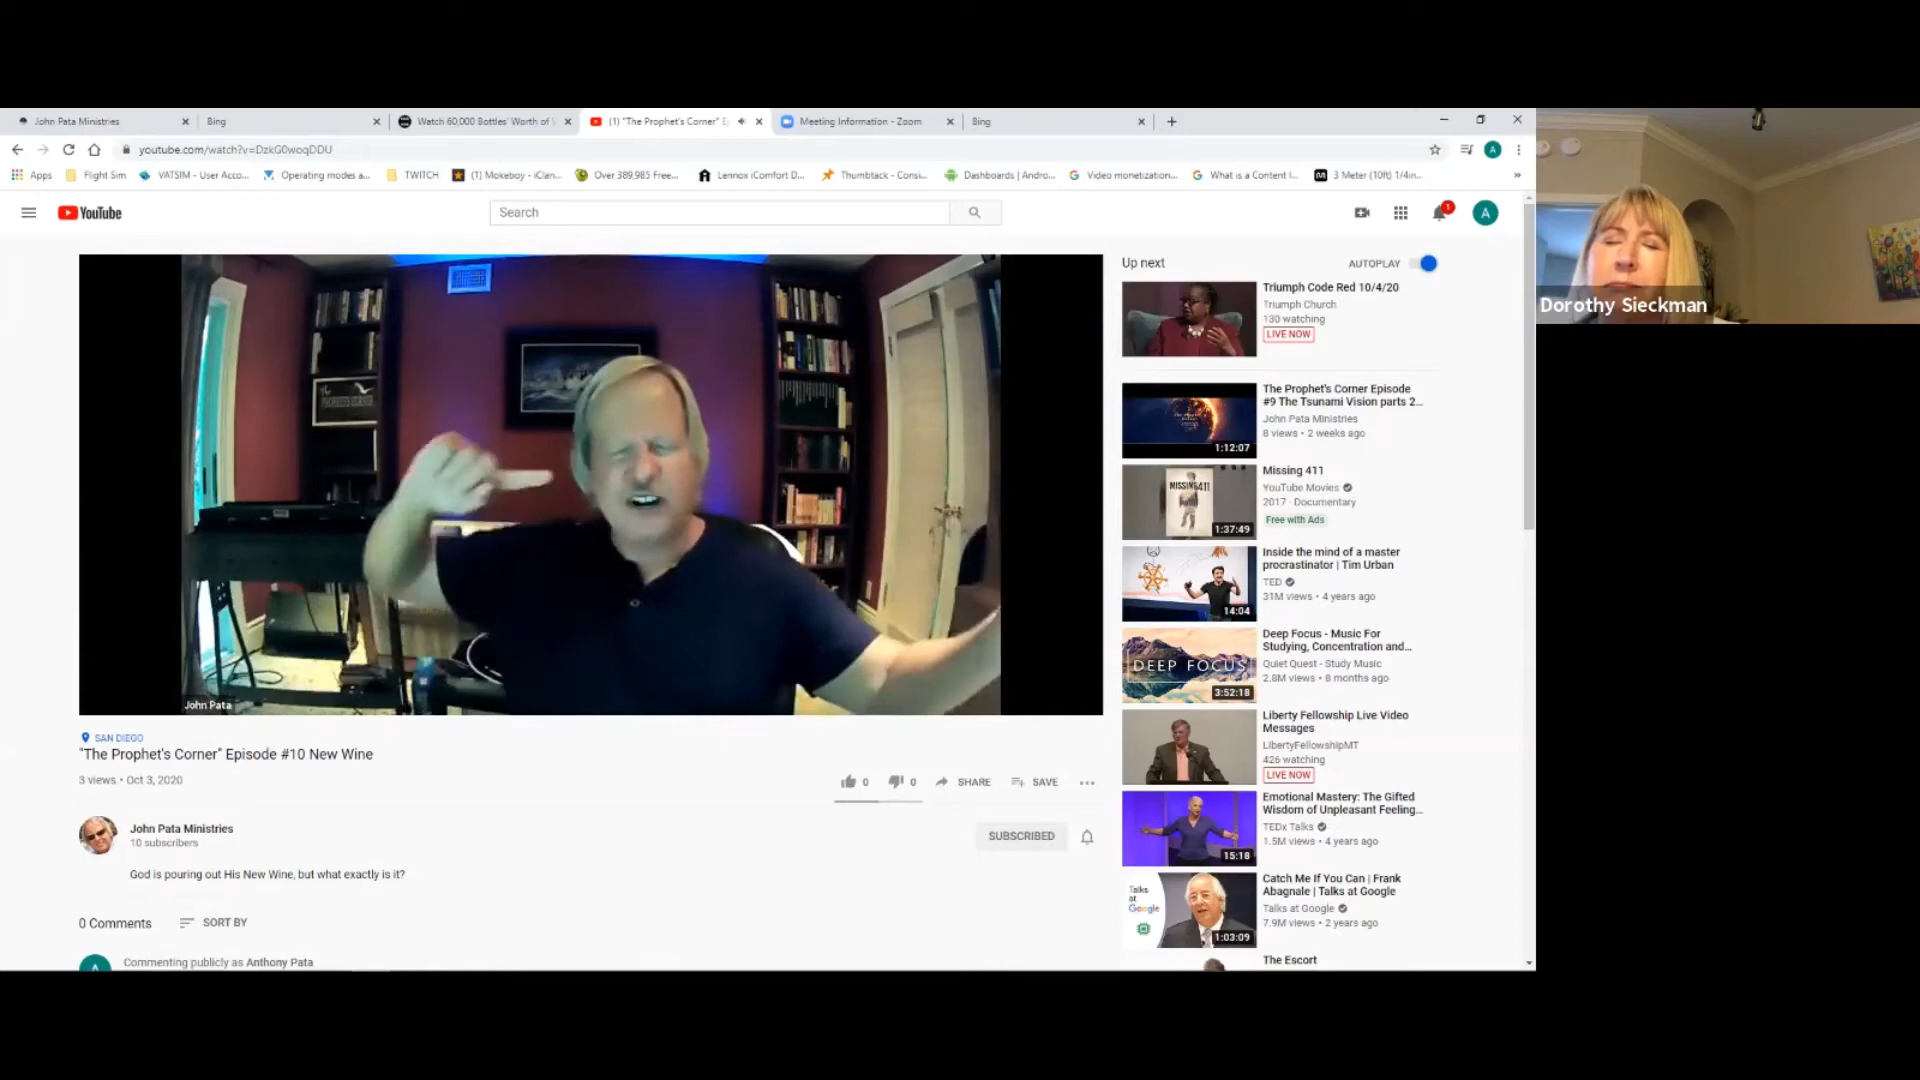 John Pata Ministries
Bing
Watch 60,000 Bottles' Worth of
(1) "The Prophet's Corner" E
Meeting Information - Zoom
Bing
youtube.com/watch?v=DzkG0woqDDU
A
Apps
Flight Sim
VATSIM - User Acco...
Operating modes a...
TWITCH
(1) Mokeboy - iClan...
Over 389,985 Free...
Lennox iComfort D...
Thumbtack - Consi...
Dashboards | Andro...
Video monetization...
What is a Content I...
3 Meter (10ft) 1/4in...
YouTube
Search
1
A
Dorothy Sieckman
John Pata
SAN DIEGO
"The Prophet's Corner" Episode #10 New Wine
3 views • Oct 3, 2020
0
0
SHARE
SAVE
John Pata Ministries
10 subscribers
SUBSCRIBED
God is pouring out His New Wine, but what exactly is it?
0 Comments
SORT BY
A
Commenting publicly as Anthony Pata
Up next
AUTOPLAY
Triumph Code Red 10/4/20
Triumph Church
130 watching
LIVE NOW
1:12:07
The Prophet's Corner Episode
#9 The Tsunami Vision parts 2...
John Pata Ministries
8 views • 2 weeks ago
MISSING 411
1:37:49
Missing 411
YouTube Movies
2017 · Documentary
Free with Ads
14:04
Inside the mind of a master
procrastinator | Tim Urban
TED
31M views • 4 years ago
DEEP FOCUS
3:52:18
Deep Focus - Music For
Studying, Concentration and...
Quiet Quest - Study Music
2.8M views • 8 months ago
Liberty Fellowship Live Video
Messages
LibertyFellowshipMT
426 watching
LIVE NOW
15:18
Emotional Mastery: The Gifted
Wisdom of Unpleasant Feeling...
TEDx Talks
1.5M views • 4 years ago
Talks
at
Google
1:03:09
Catch Me If You Can | Frank
Abagnale | Talks at Google
Talks at Google
7.9M views • 2 years ago
The Escort